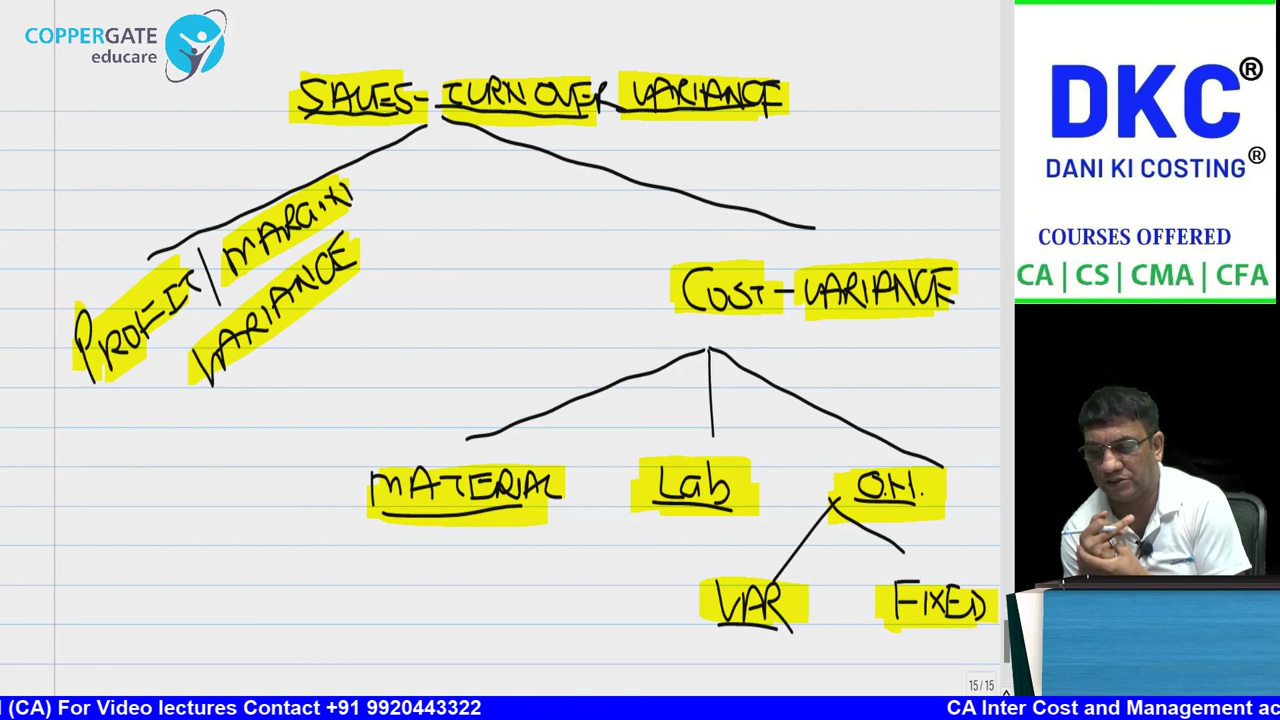 COPPERGATE
educare
SALES - TURN OVER VARIANCE
PROFIT / MARGIN
VARIANCE
COST - VARIANCE
MATERIAL Lab O.H.
VAR FIXED
15/15
DKC®
DANI KI COSTING®
COURSES OFFERED
CA | CS | CMA | CFA
(CA) For Video lectures Contact +91 9920443322
CA Inter Cost and Management ac